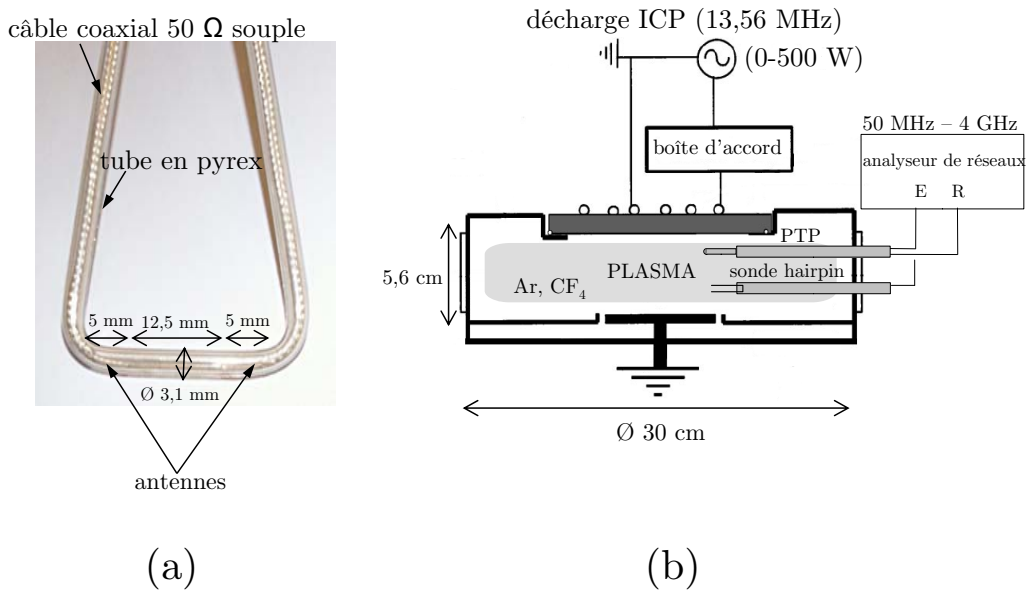 câble coaxial 50 Ω souple
tube en pyrex
5 mm 12,5 mm 5 mm
Ø 3,1 mm
antennes
(a)
décharge ICP (13,56 MHz)
(0-500 W)
boîte d'accord
50 MHz – 4 GHz
analyseur de réseaux
E R
PTP
5,6 cm
PLASMA
sonde hairpin
Ar, CF₄
Ø 30 cm
(b)